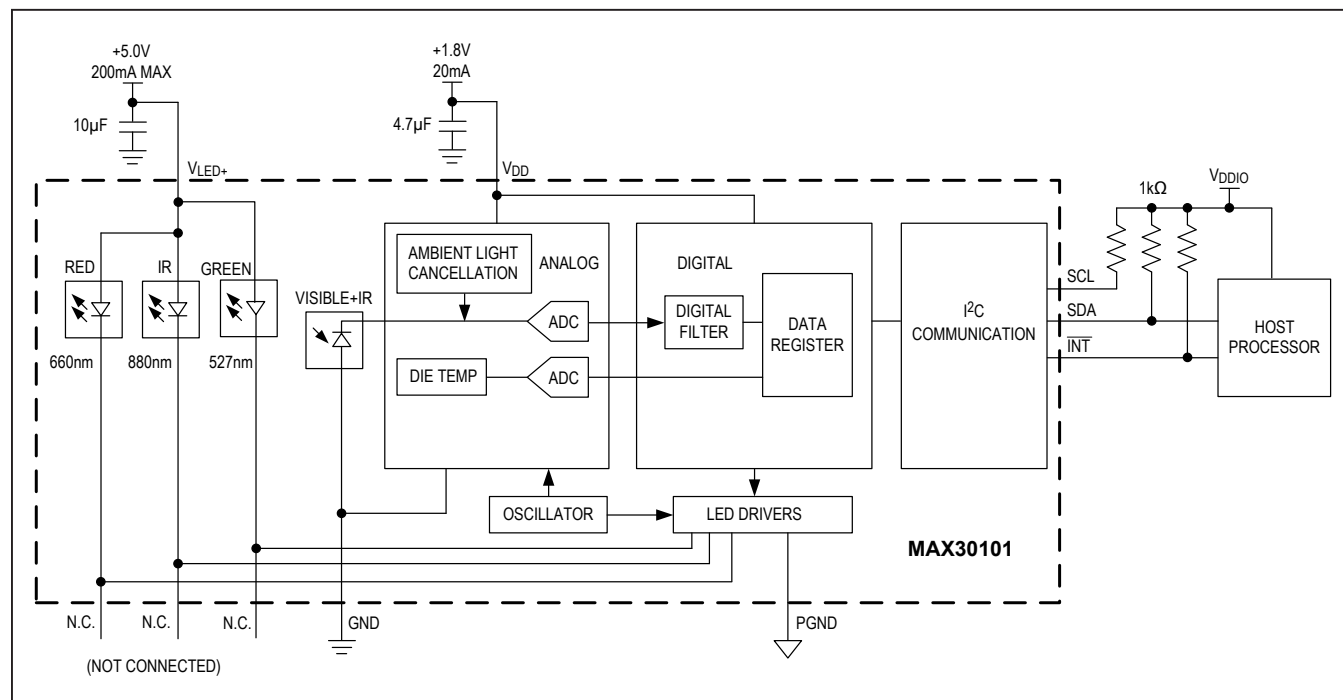 +5.0V
200mA MAX
10µF
VLED+
+1.8V
20mA
4.7µF
VDD
VDDIO
1kΩ
RED
IR
GREEN
660nm
880nm
527nm
VISIBLE+IR
AMBIENT LIGHT
CANCELLATION
ANALOG
ADC
DIE TEMP
ADC
DIGITAL
DIGITAL
FILTER
DATA
REGISTER
I²C
COMMUNICATION
SCL
SDA
INT
HOST
PROCESSOR
OSCILLATOR
LED DRIVERS
MAX30101
N.C.
N.C.
N.C.
GND
PGND
(NOT CONNECTED)